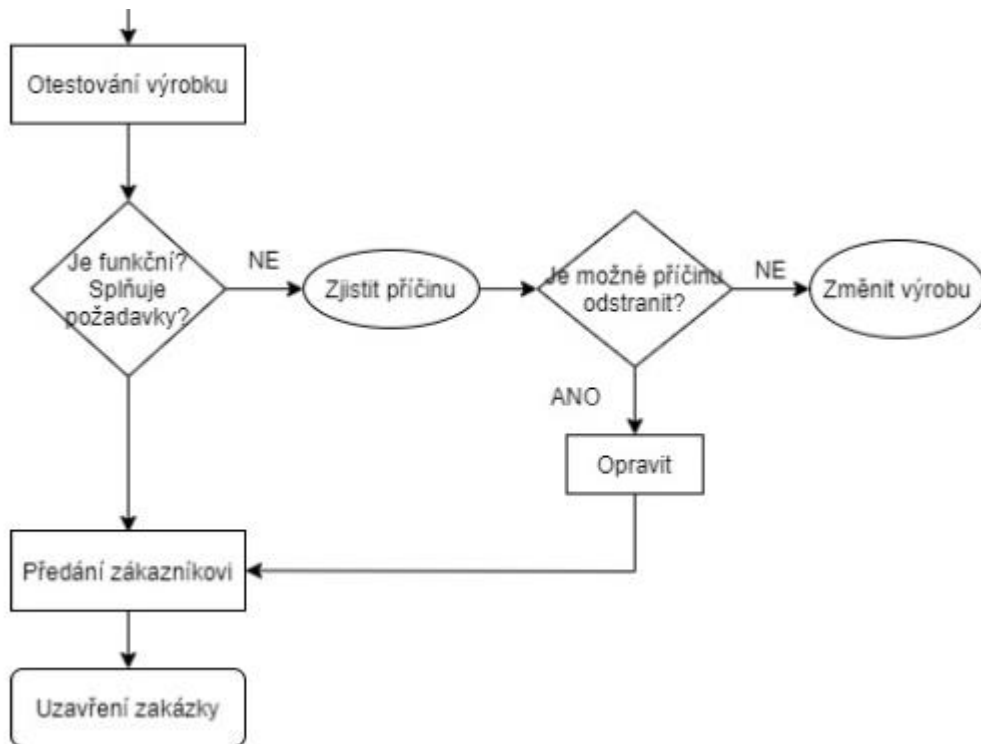 Otestování výrobku
Je funkční?
Splňuje
požadavky?
NE
Zjistit příčinu
Je možné příčinu
odstranit?
NE
Změnit výrobu
ANO
Opravit
Předání zákazníkovi
Uzavření zakázky